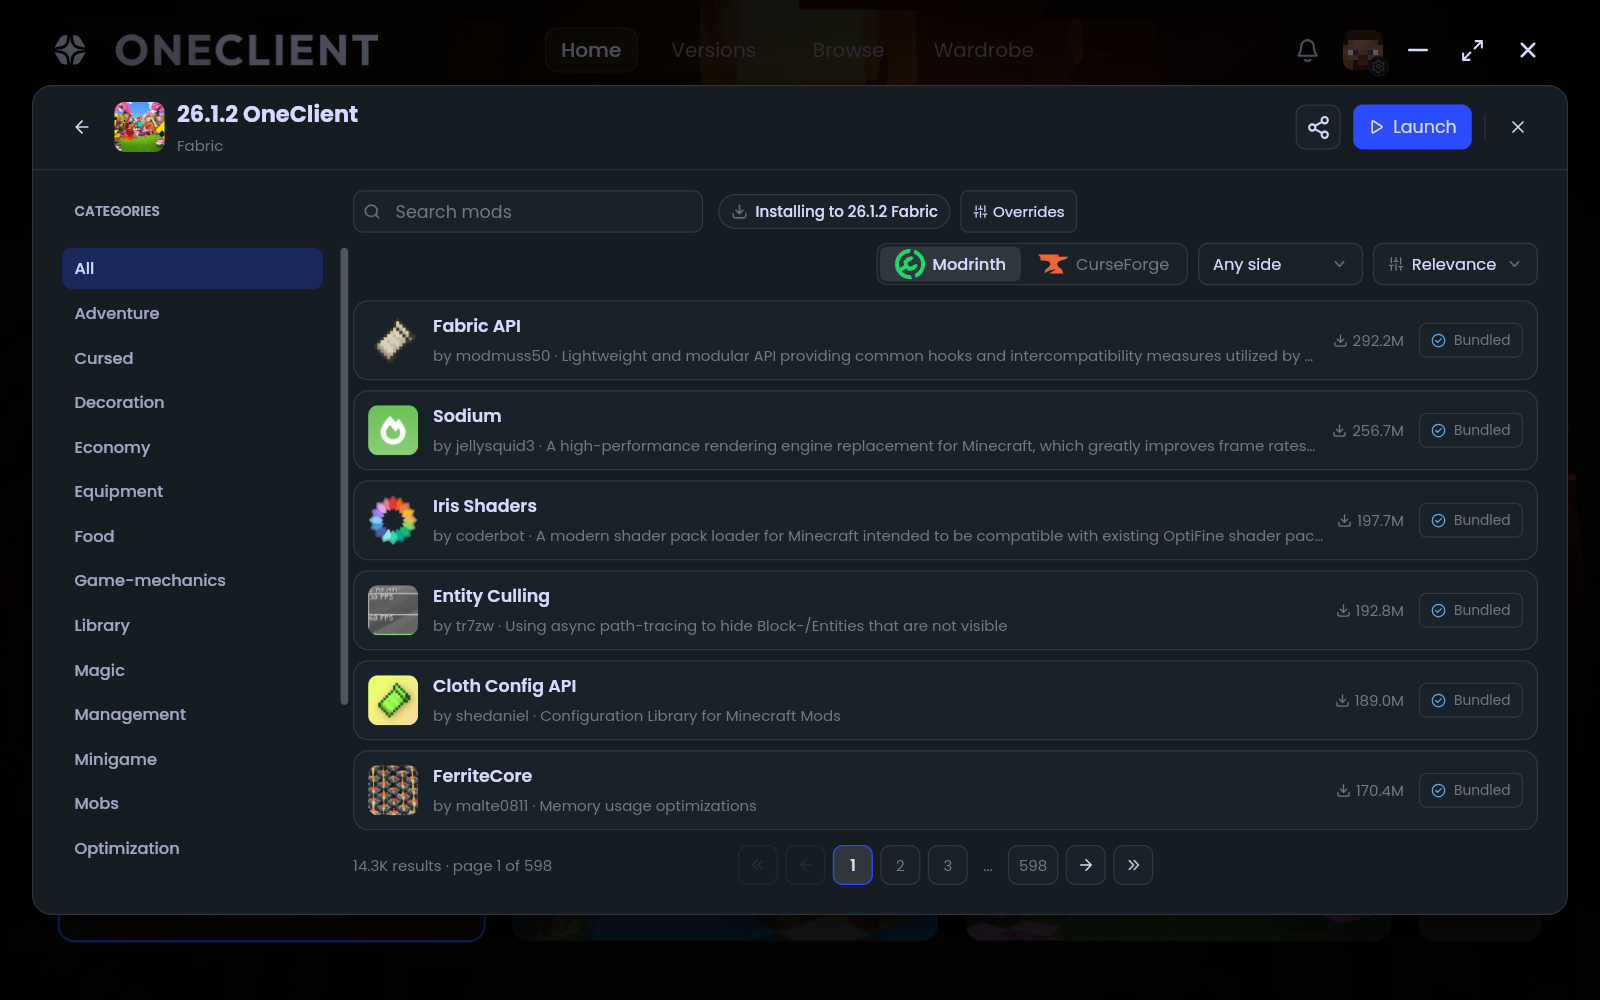 ONECLIENT
Home
Versions
Browse
Wardrobe
26.1.2 OneClient
Fabric
Launch
CATEGORIES
All
Adventure
Cursed
Decoration
Economy
Equipment
Food
Game-mechanics
Library
Magic
Management
Minigame
Mobs
Optimization
Search mods
Installing to 26.1.2 Fabric
Overrides
Modrinth
CurseForge
Any side
Relevance
Fabric API
by modmuss50 · Lightweight and modular API providing common hooks and intercompatibility measures utilized by ...
292.2M
Bundled
Sodium
by jellysquid3 · A high-performance rendering engine replacement for Minecraft, which greatly improves frame rates...
256.7M
Bundled
Iris Shaders
by coderbot · A modern shader pack loader for Minecraft intended to be compatible with existing OptiFine shader pac...
197.7M
Bundled
60 FPS
Entity Culling
by tr7zw · Using async path-tracing to hide Block-/Entities that are not visible
192.8M
Bundled
Cloth Config API
by shedaniel · Configuration Library for Minecraft Mods
189.0M
Bundled
FerriteCore
by malte0811 · Memory usage optimizations
170.4M
Bundled
14.3K results · page 1 of 598
1
2
3
...
598